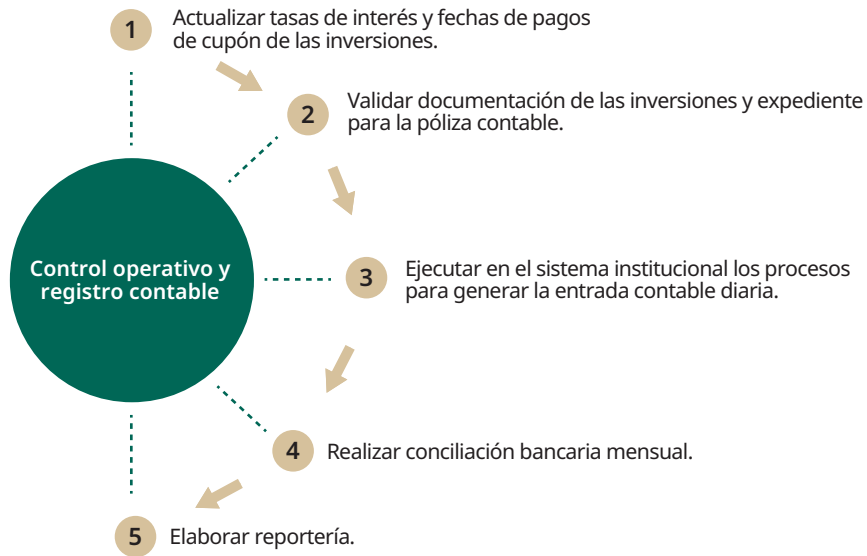 1
Actualizar tasas de interés y fechas de pagos
de cupón de las inversiones.
2
Validar documentación de las inversiones y expediente
para la póliza contable.
Control operativo y
registro contable
3
Ejecutar en el sistema institucional los procesos
para generar la entrada contable diaria.
4
Realizar conciliación bancaria mensual.
5
Elaborar reportería.